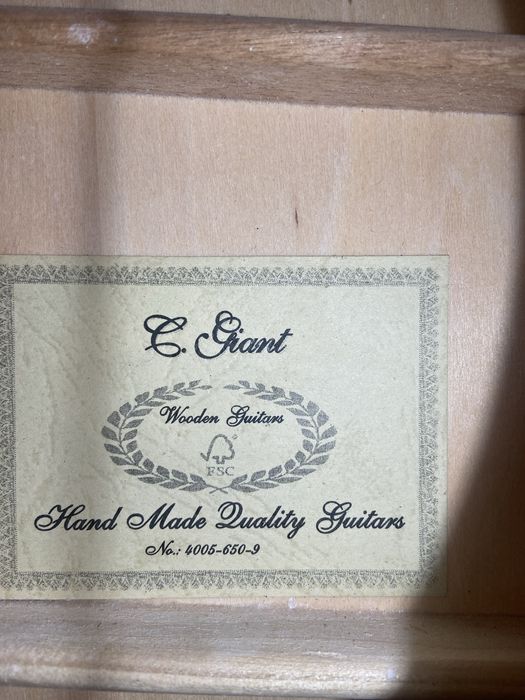 C. Giant
Wooden Guitars
FSC
Hand Made Quality Guitars
No.: 4005-650-9